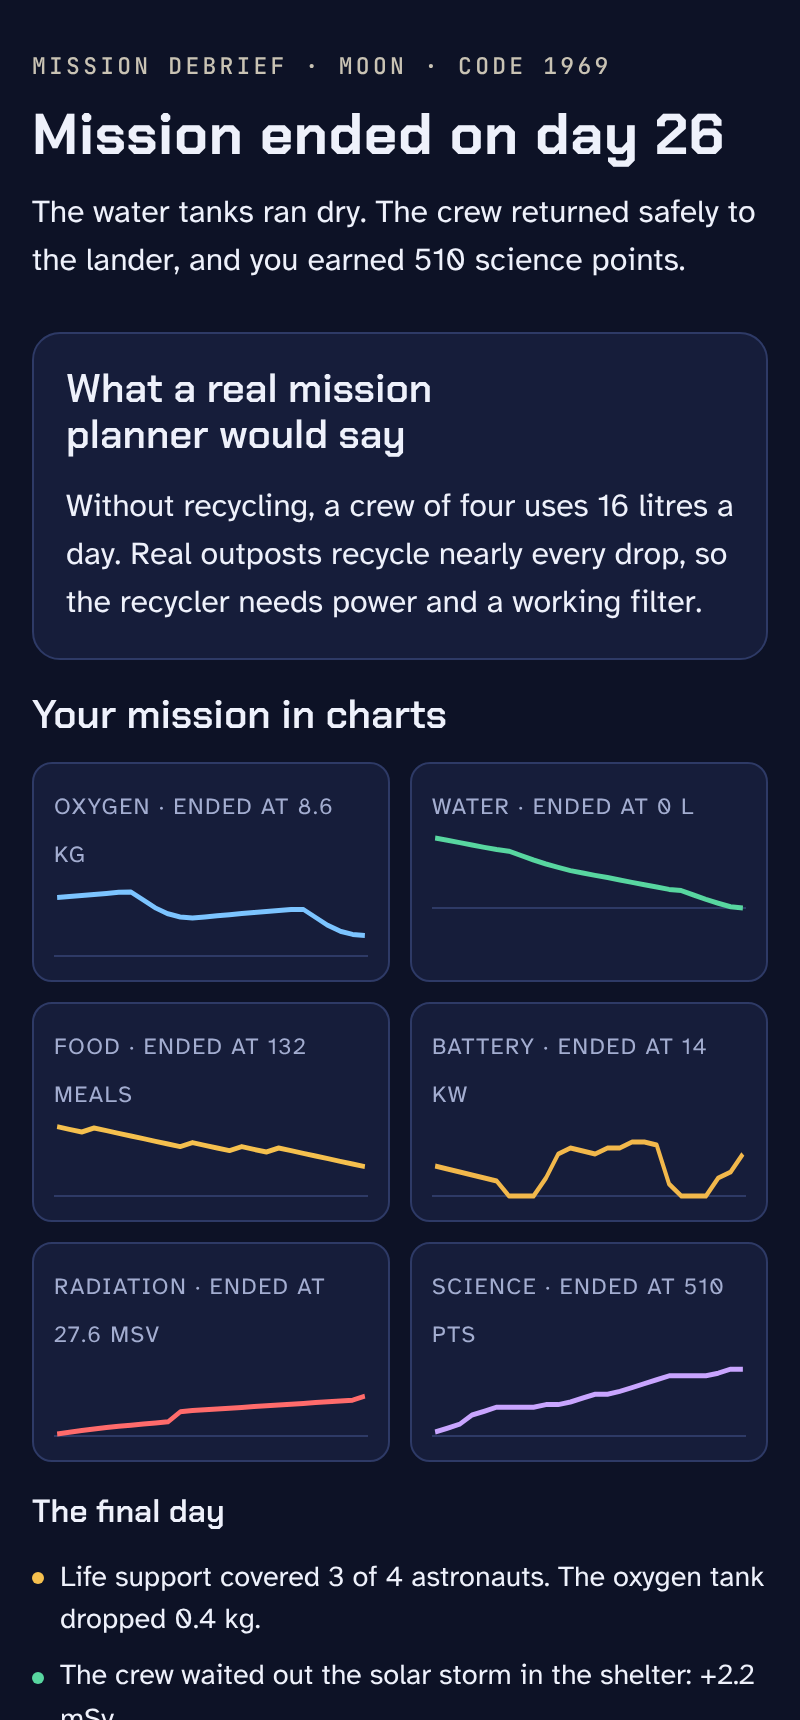 MISSION DEBRIEF · MOON · CODE 1969
Mission ended on day 26
The water tanks ran dry. The crew returned safely to
the lander, and you earned 510 science points.
What a real mission
planner would say
Without recycling, a crew of four uses 16 litres a
day. Real outposts recycle nearly every drop, so
the recycler needs power and a working filter.
Your mission in charts
OXYGEN · ENDED AT 8.6
KG
WATER · ENDED AT 0 L
FOOD · ENDED AT 132
MEALS
BATTERY · ENDED AT 14
KW
RADIATION · ENDED AT
27.6 MSV
SCIENCE · ENDED AT 510
PTS
The final day
Life support covered 3 of 4 astronauts. The oxygen tank
dropped 0.4 kg.
The crew waited out the solar storm in the shelter: +2.2
mSv